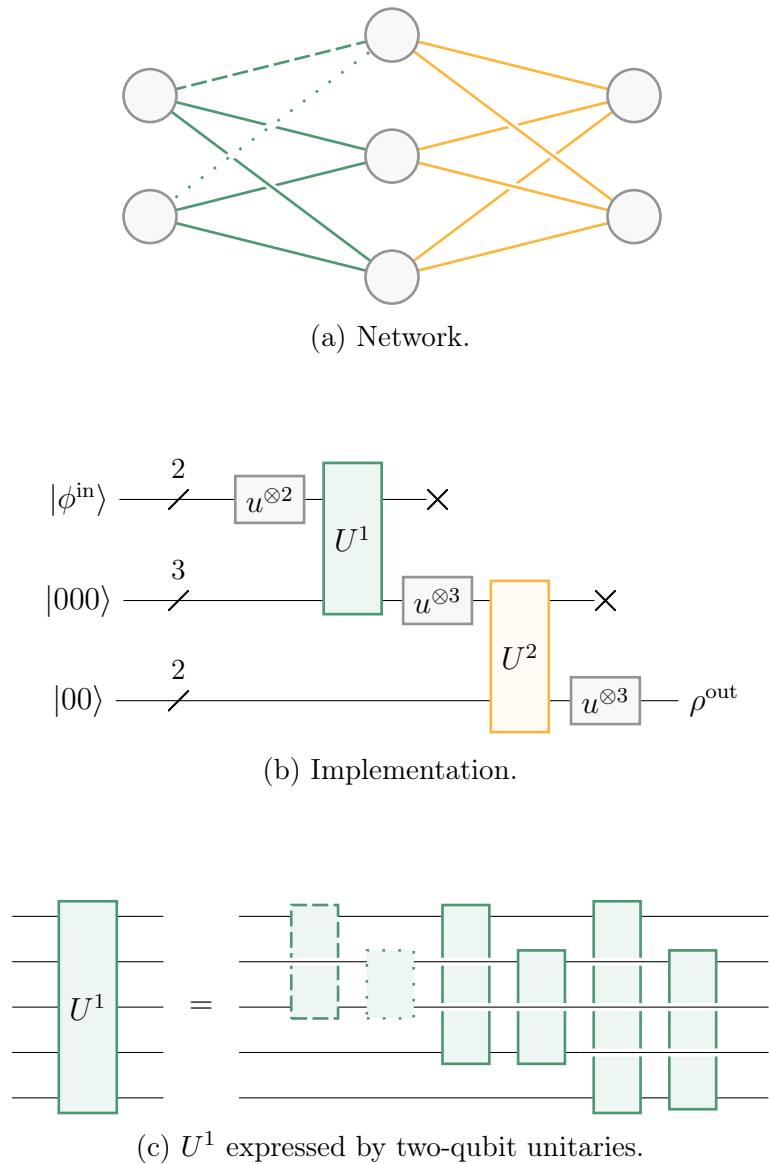 (a) Network.
2
|ϕ^in⟩ u^⊗2 U^1
3
|000⟩ u^⊗3 U^2
2
|00⟩ u^⊗3 ρ^out
(b) Implementation.
U^1 =
(c) U^1 expressed by two-qubit unitaries.